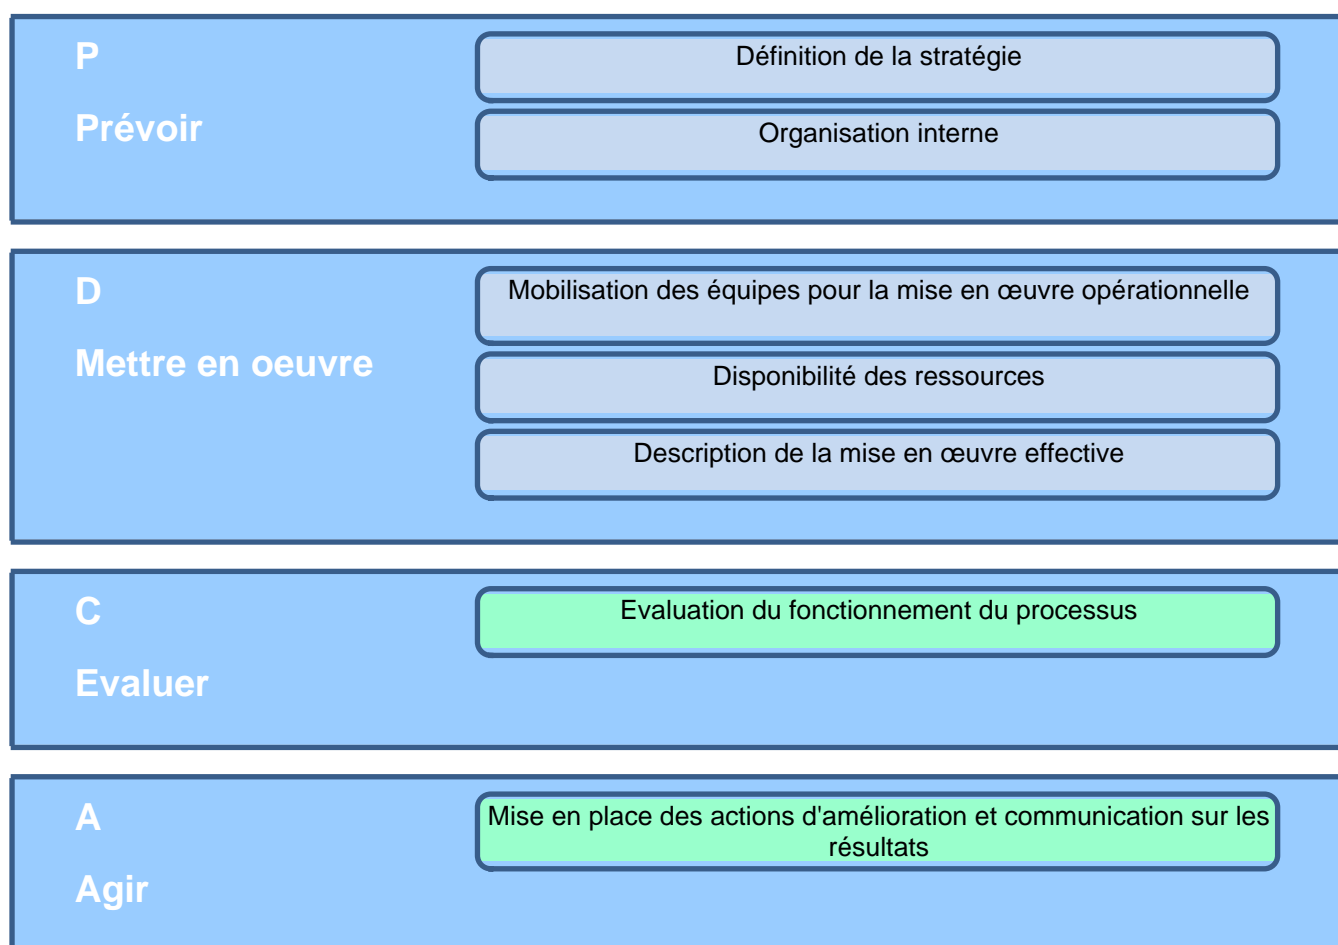 P
Prévoir
Définition de la stratégie
Organisation interne
D
Mettre en oeuvre
Mobilisation des équipes pour la mise en œuvre opérationnelle
Disponibilité des ressources
Description de la mise en œuvre effective
C
Evaluer
Evaluation du fonctionnement du processus
A
Agir
Mise en place des actions d'amélioration et communication sur les
résultats